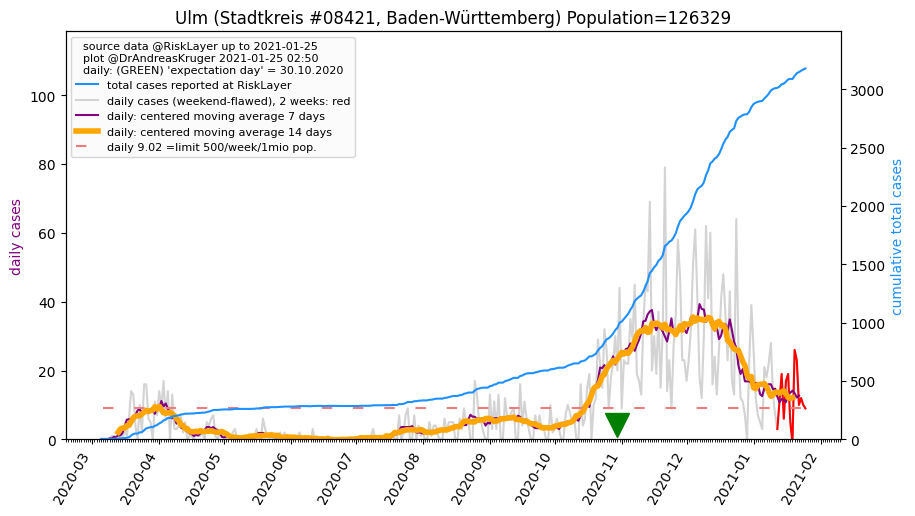 Ulm (Stadtkreis #08421, Baden-Württemberg) Population=126329
source data @RiskLayer up to 2021-01-25
plot @DrAndreasKruger 2021-01-25 02:50
daily: (GREEN) 'expectation day' = 30.10.2020
total cases reported at RiskLayer
daily cases (weekend-flawed), 2 weeks: red
daily: centered moving average 7 days
daily: centered moving average 14 days
daily 9.02 =limit 500/week/1mio pop.
daily cases
100
80
60
40
20
0
cumulative total cases
3000
2500
2000
1500
1000
500
0
2020-03
2020-04
2020-05
2020-06
2020-07
2020-08
2020-09
2020-10
2020-11
2020-12
2021-01
2021-02